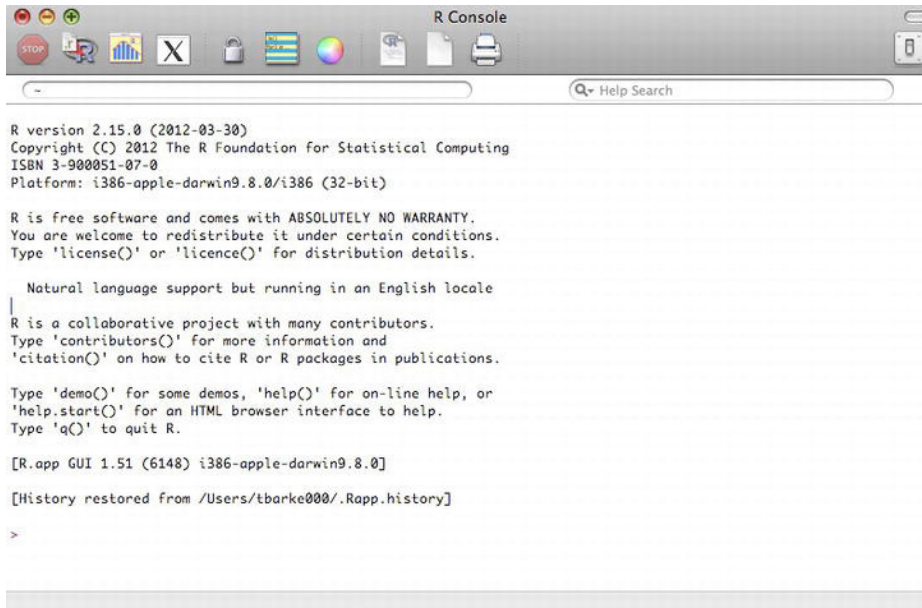 R Console
STOP
R
X
R
~
Help Search
R version 2.15.0 (2012-03-30)
Copyright (C) 2012 The R Foundation for Statistical Computing
ISBN 3-900051-07-0
Platform: i386-apple-darwin9.8.0/i386 (32-bit)
R is free software and comes with ABSOLUTELY NO WARRANTY.
You are welcome to redistribute it under certain conditions.
Type 'license()' or 'licence()' for distribution details.
Natural language support but running in an English locale
R is a collaborative project with many contributors.
Type 'contributors()' for more information and
'citation()' on how to cite R or R packages in publications.
Type 'demo()' for some demos, 'help()' for on-line help, or
'help.start()' for an HTML browser interface to help.
Type 'q()' to quit R.
[R.app GUI 1.51 (6148) i386-apple-darwin9.8.0]
[History restored from /Users/tbarke000/.Rapp.history]
>